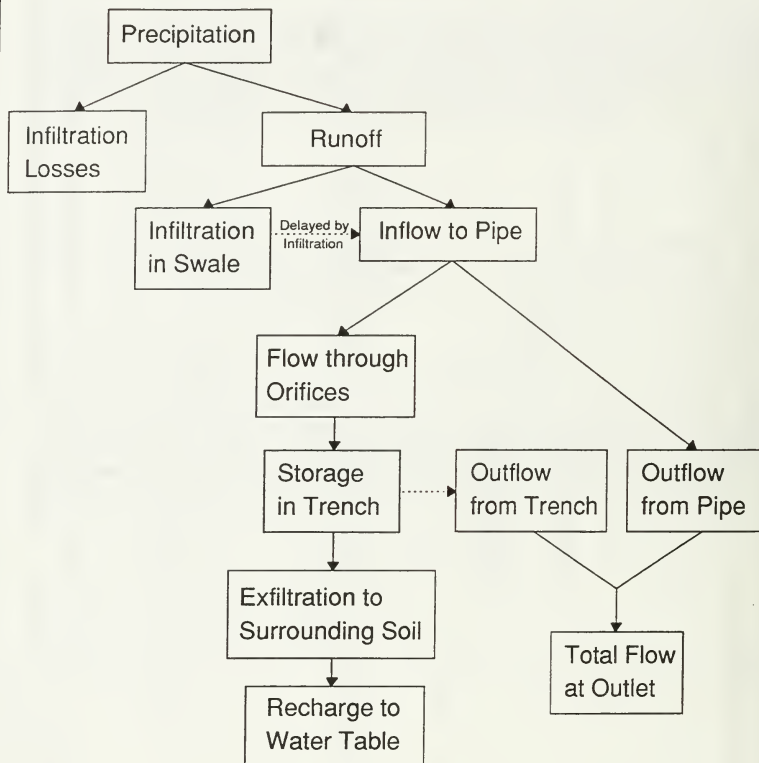 Precipitation
Infiltration
Losses
Runoff
Infiltration
in Swale
Delayed by
Infiltration
Inflow to Pipe
Flow through
Orifices
Storage
in Trench
Outflow
from Trench
Outflow
from Pipe
Exfiltration to
Surrounding Soil
Total Flow
at Outlet
Recharge to
Water Table